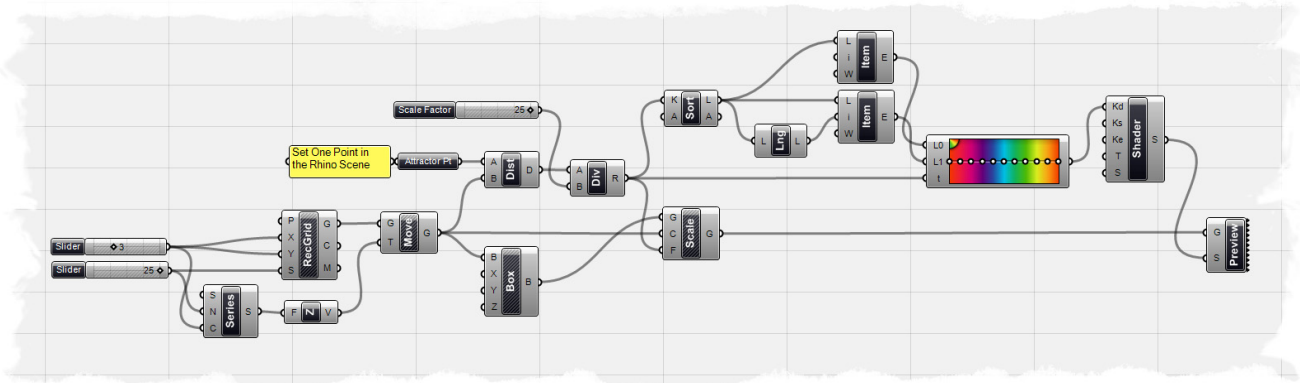 L
i
W
Item
E
Scale Factor
25
K
A
Sort
L
A
L
i
W
Item
E
L
Lng
L
Kd
Ks
Ke
T
S
Shader
S
L0
L1
t
Set One Point in
the Rhino Scene
Attractor Pt
A
B
Dist
D
A
B
Div
R
P
X
Y
S
RecGrid
G
C
M
G
T
Move
G
G
C
F
Scale
G
G
S
Preview
Slider
3
Slider
25
B
X
Y
Z
Box
B
S
N
C
Series
S
F
Z
V